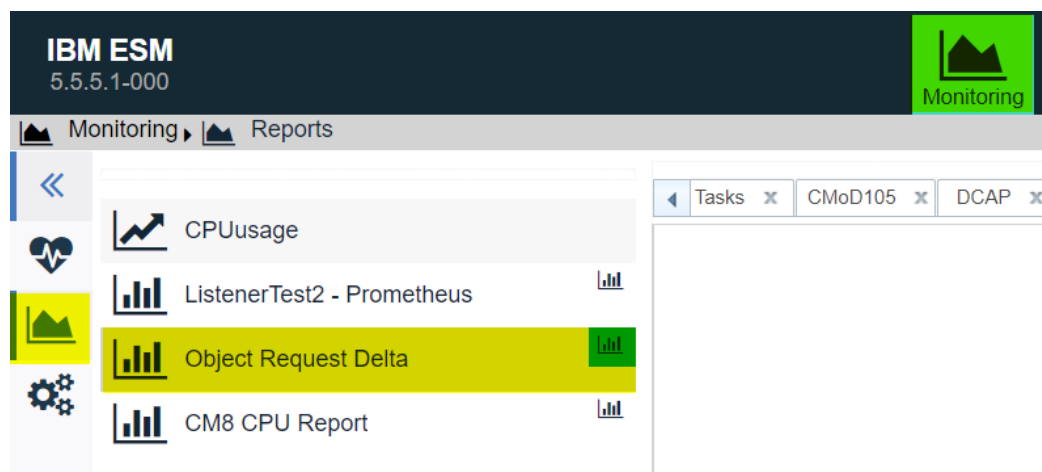 IBM ESM
5.5.5.1-000
Monitoring
Monitoring Reports
Tasks CMoD105 DCAP
CPUusage
ListenerTest2 - Prometheus
Object Request Delta
CM8 CPU Report